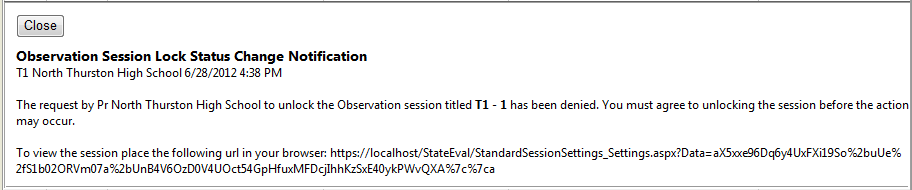 Close
Observation Session Lock Status Change Notification
T1 North Thurston High School 6/28/2012 4:38 PM
The request by Pr North Thurston High School to unlock the Observation session titled T1 - 1 has been denied. You must agree to unlocking the session before the action
may occur.
To view the session place the following url in your browser: https://localhost/StateEval/StandardSessionSettings_Settings.aspx?Data=aX5xxe96Dq6y4UxFXi19So%2buUe%
2fS1b02ORVm07a%2bUnB4V6OzD0V4UOct54GpHfuxMFDcjIhhKzSxE40ykPWvQXA%7c%7ca